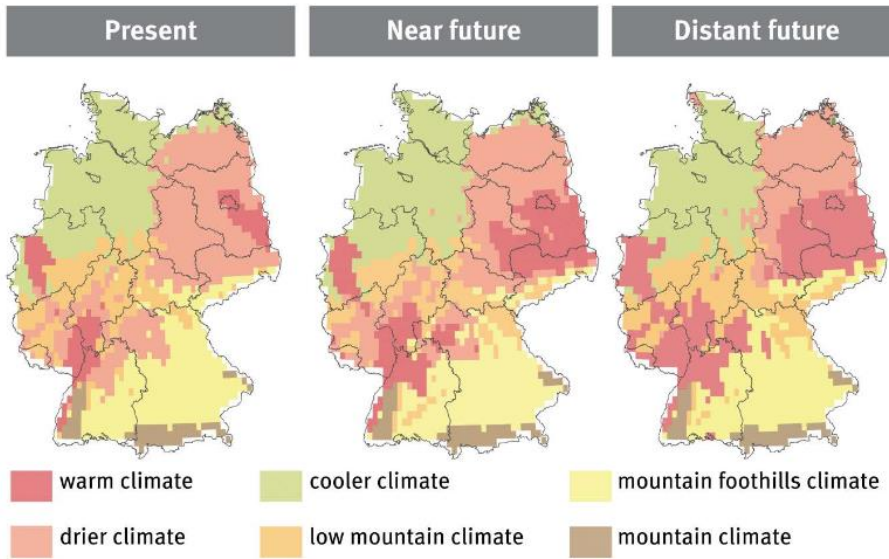 Present
Near future
Distant future
warm climate
cooler climate
mountain foothills climate
drier climate
low mountain climate
mountain climate